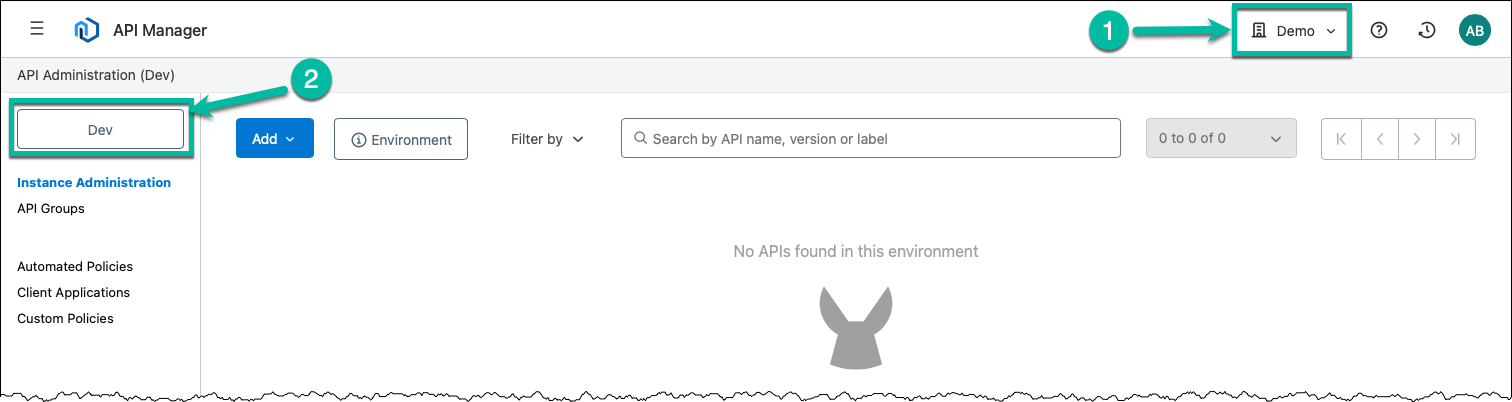 API Manager
1
Demo
AB
API Administration (Dev)
2
Dev
Add
Environment
Filter by
Search by API name, version or label
0 to 0 of 0
Instance Administration
API Groups
Automated Policies
Client Applications
Custom Policies
No APIs found in this environment